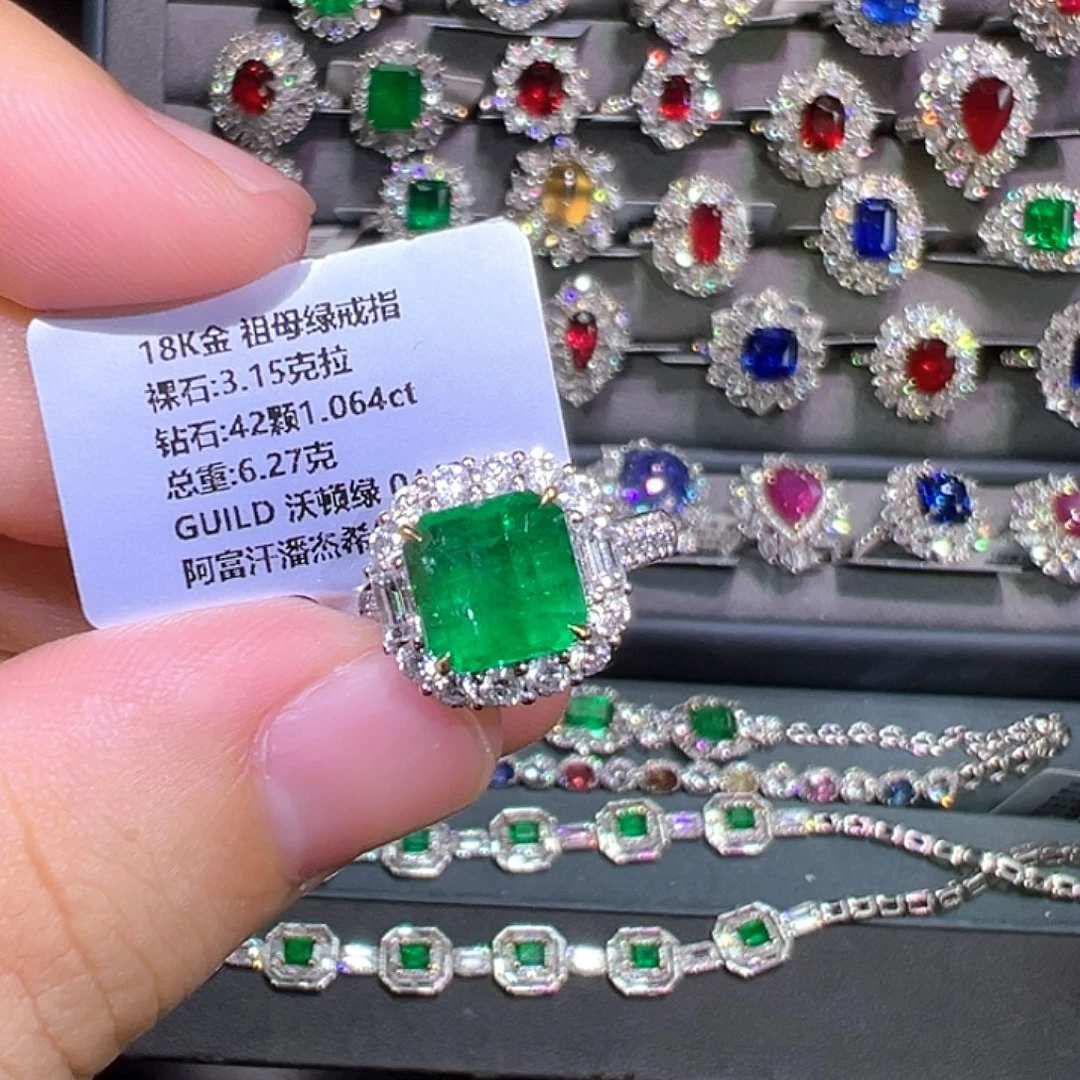 18K金 祖母绿戒指
裸石:3.15克拉
钻石:42颗1.064ct
总重:6.27克
GUILD 沃顿绿
阿富汗潘杰希